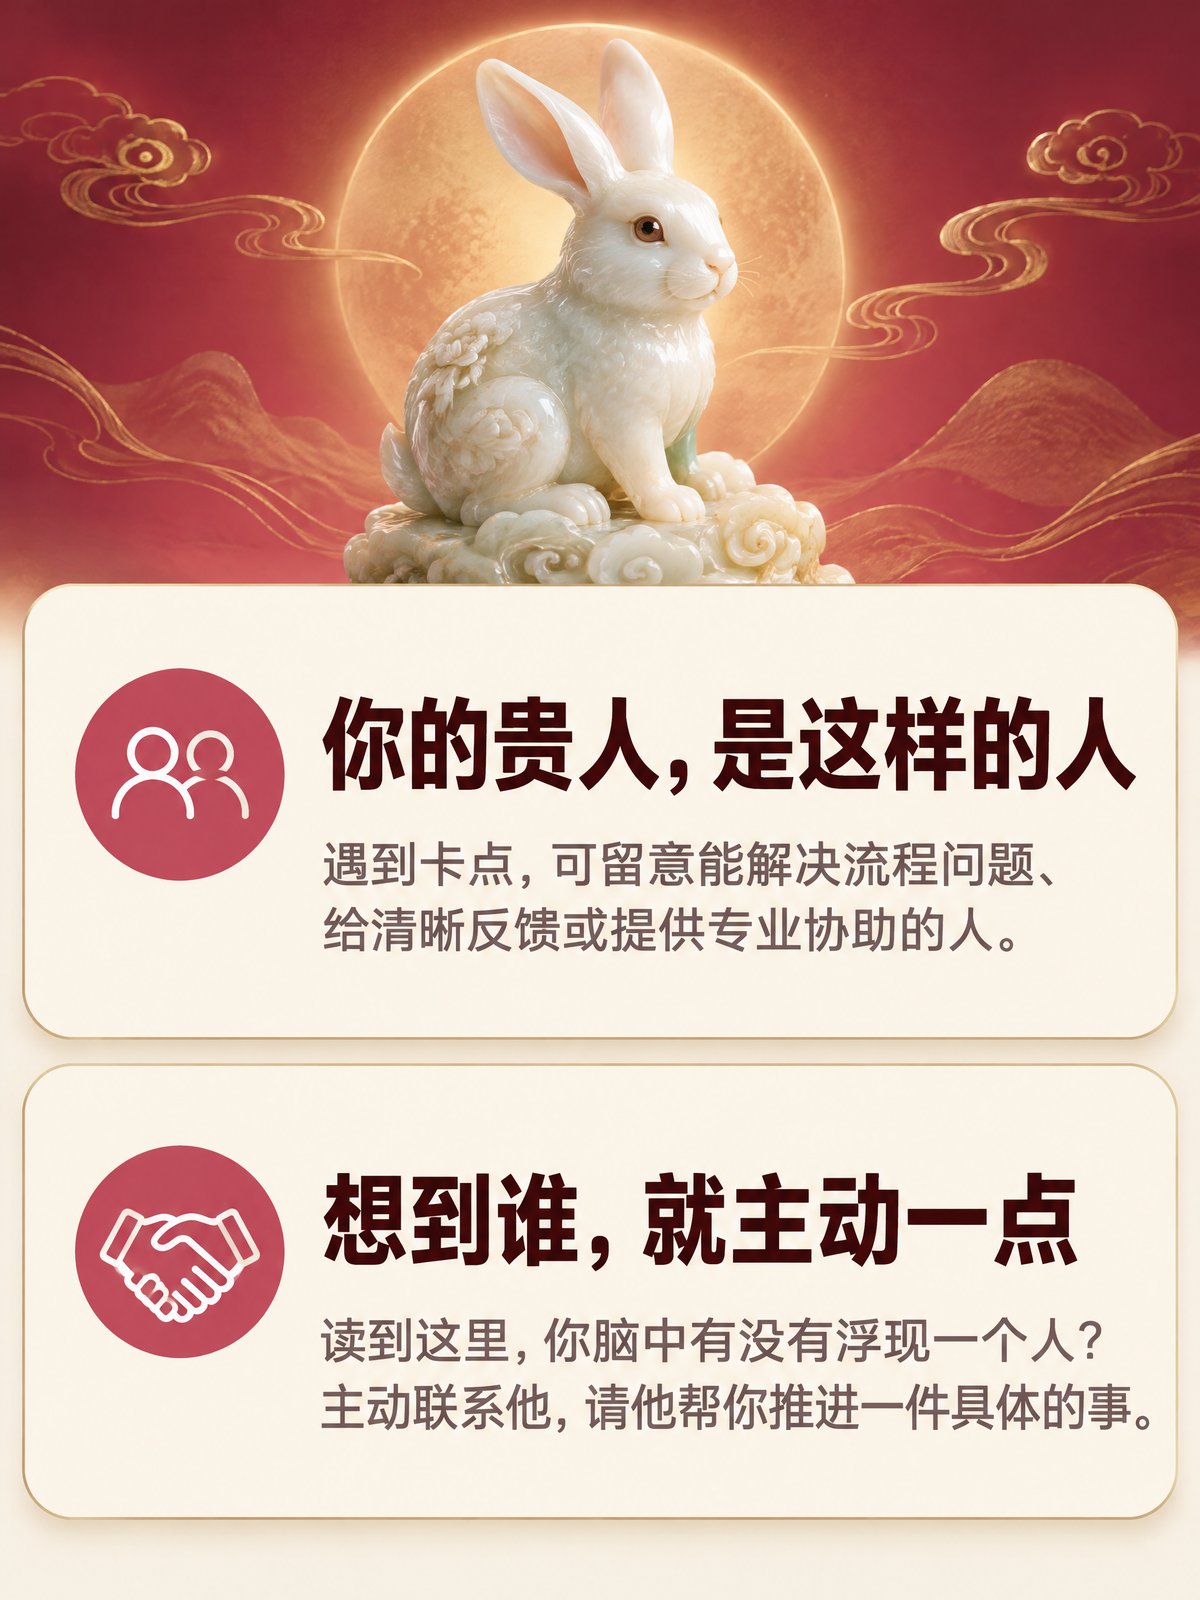 你的贵人，是这样的人
遇到卡点，可留意能解决流程问题、
给清晰反馈或提供专业协助的人。
想到谁，就主动一点
读到这里，你脑中有没有浮现一个人？
主动联系他，请他帮你推进一件具体的事。